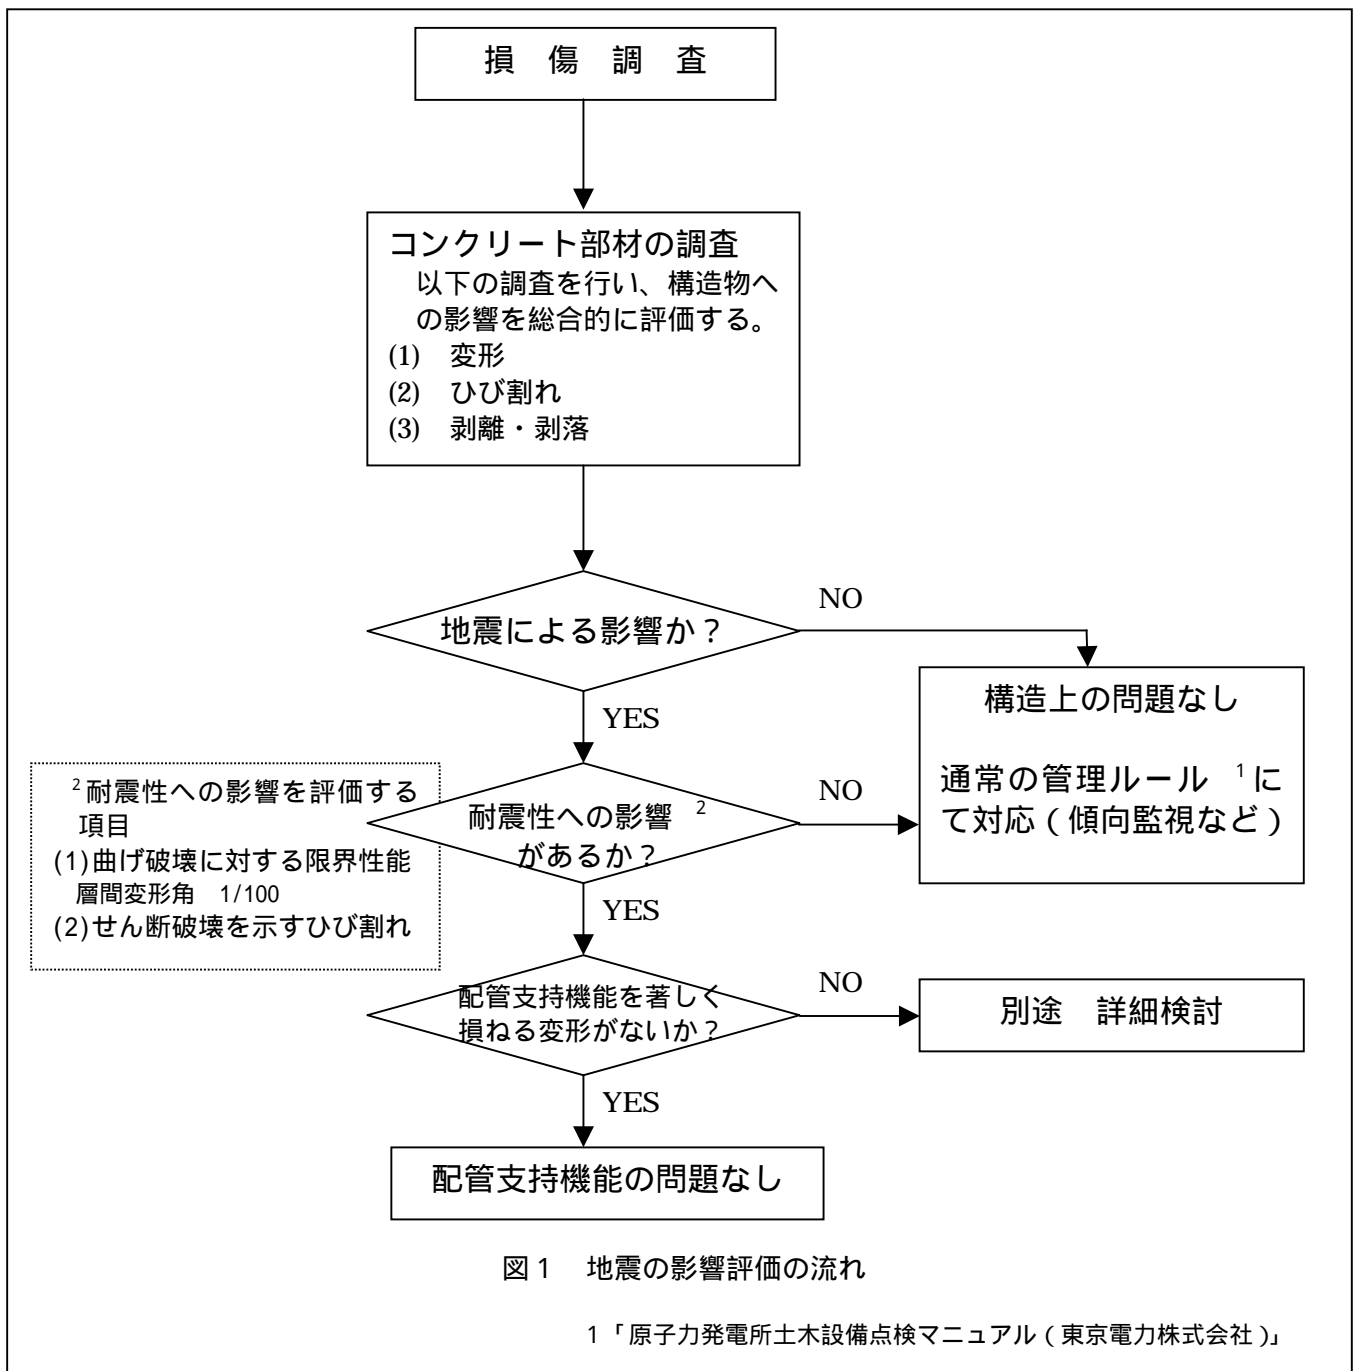 損　傷　調　査
コンクリート部材の調査
以下の調査を行い、構造物へ
の影響を総合的に評価する。
(1)　変形
(2)　ひび割れ
(3)　剥離・剥落
地震による影響か？
NO
YES
構造上の問題なし
通常の管理ルール　1に
て対応（傾向監視など）
2耐震性への影響を評価する
項目
(1)曲げ破壊に対する限界性能
層間変形角　1/100
(2)せん断破壊を示すひび割れ
耐震性への影響　2
があるか？
NO
YES
配管支持機能を著しく
損ねる変形がないか？
NO
別途　詳細検討
YES
配管支持機能の問題なし
図１　地震の影響評価の流れ
1「原子力発電所土木設備点検マニュアル（東京電力株式会社）」